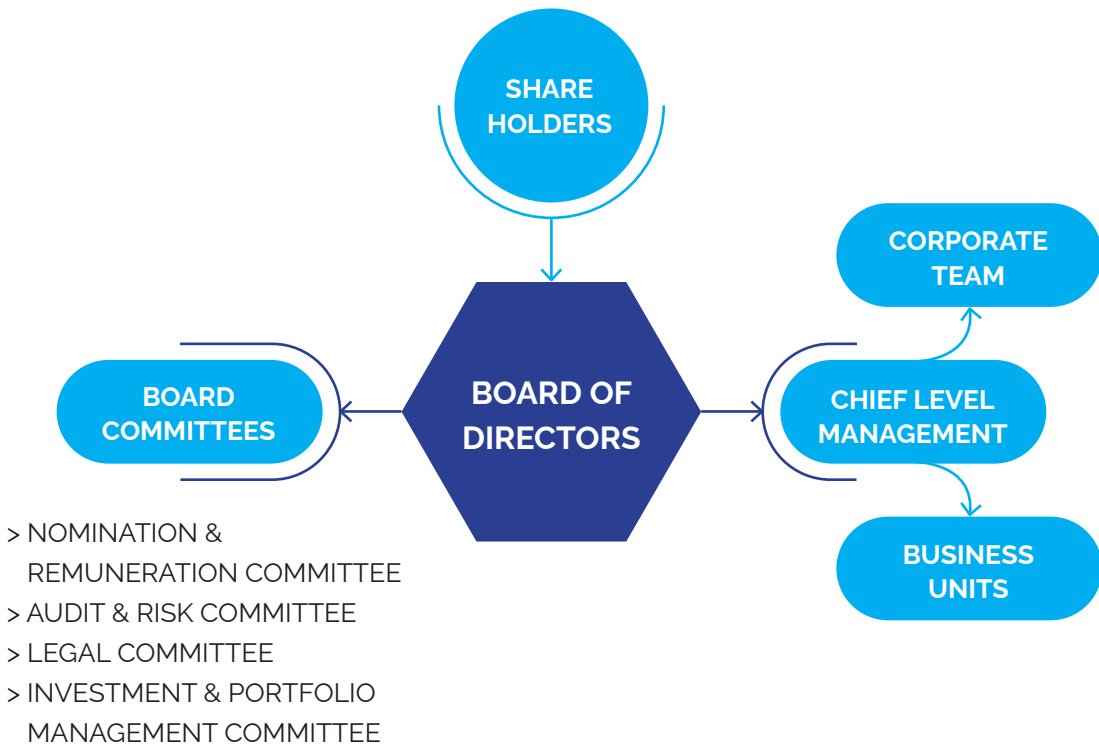 SHARE
HOLDERS
CORPORATE
TEAM
BOARD
COMMITTEES
BOARD OF
DIRECTORS
CHIEF LEVEL
MANAGEMENT
BUSINESS
UNITS
> NOMINATION &
REMUNERATION COMMITTEE
> AUDIT & RISK COMMITTEE
> LEGAL COMMITTEE
> INVESTMENT & PORTFOLIO
MANAGEMENT COMMITTEE